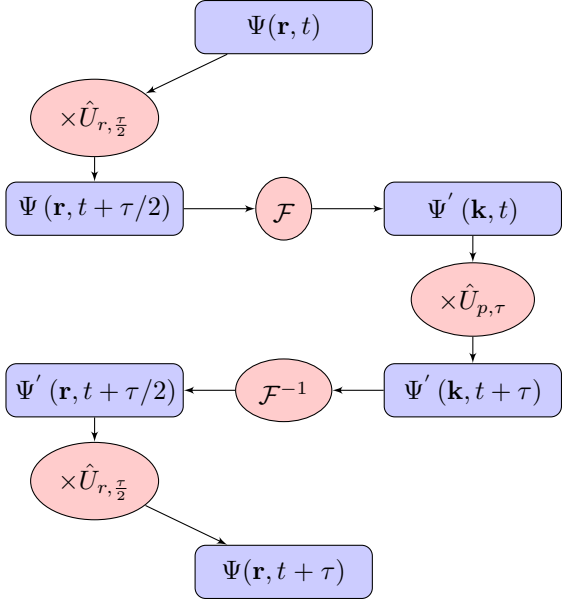 Ψ(𝐫, t)
×Û_{r, τ/2}
Ψ (𝐫, t + τ/2)
ℱ
Ψ′ (𝐤, t)
×Û_{p,τ}
Ψ′ (𝐫, t + τ/2)
ℱ⁻¹
Ψ′ (𝐤, t + τ)
×Û_{r, τ/2}
Ψ(𝐫, t + τ)